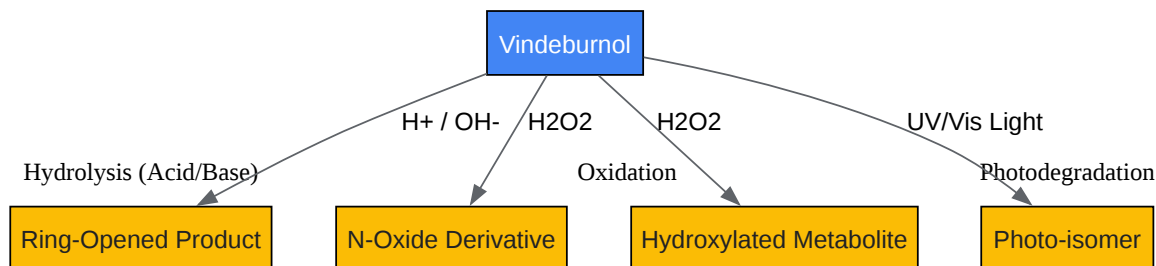 Vindeburnol
H+ / OH-
H2O2
H2O2
UV/Vis Light
Hydrolysis (Acid/Base)
Oxidation
Photodegradation
Ring-Opened Product
N-Oxide Derivative
Hydroxylated Metabolite
Photo-isomer